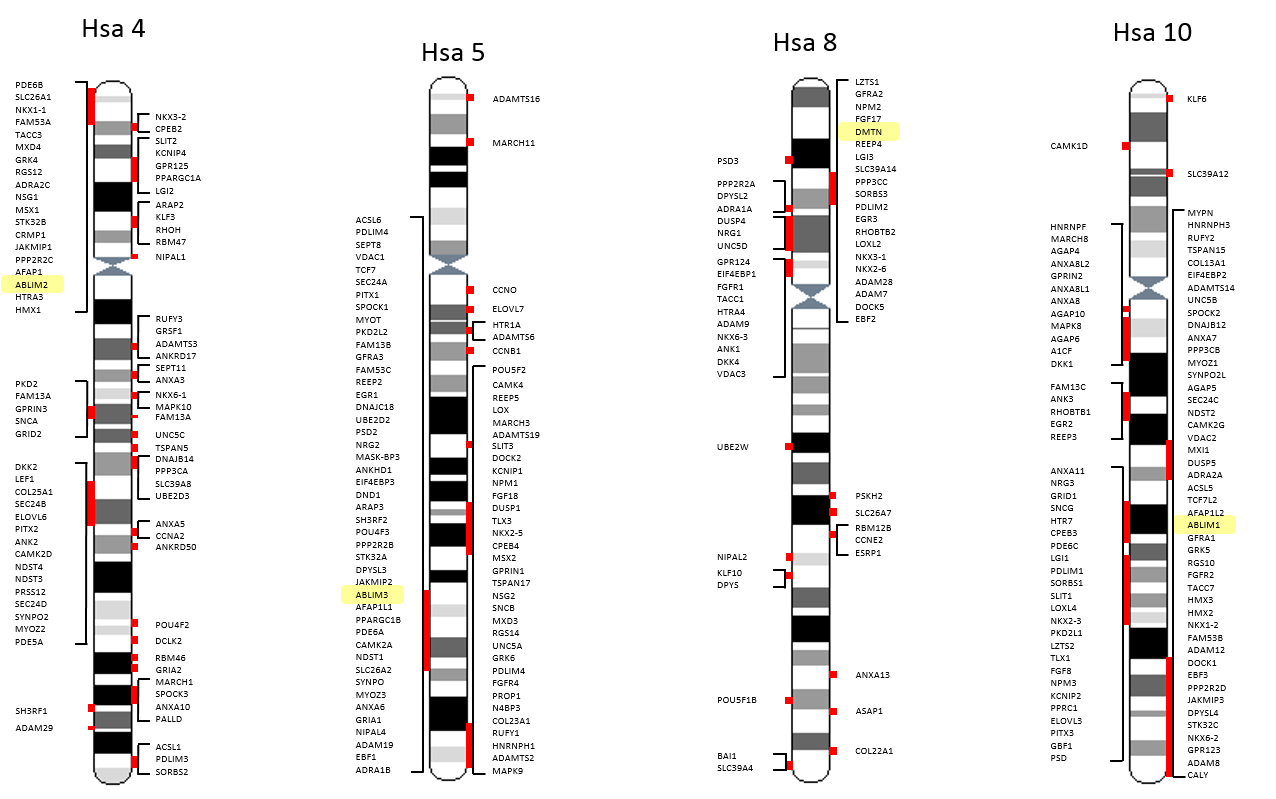 Hsa 4
PDE6B
SLC26A1
NKX1-1
FAM53A
TACC3
MXD4
GRK4
RGS12
ADRA2C
NSG1
MSX1
STK32B
CRMP1
JAKMIP1
PPP2R2C
AFAP1
ABLIM2
HTRA3
HMX1
PKD2
FAM13A
GPRIN3
SNCA
GRID2
DKK2
LEF1
COL25A1
SEC24B
ELOVL6
PITX2
ANK2
CAMK2D
NDST4
NDST3
PRSS12
SEC24D
SYNPO2
MYOZ2
PDE5A
SH3RF1
ADAM29
NKX3-2
CPEB2
SLIT2
KCNIP4
GPR125
PPARGC1A
LGI2
ARAP2
KLF3
RHOH
RBM47
NIPAL1
RUFY3
GRSF1
ADAMTS3
ANKRD17
SEPT11
ANXA3
NKX6-1
MAPK10
FAM13A
UNC5C
TSPAN5
DNAJB14
PPP3CA
SLC39A8
UBE2D3
ANXA5
CCNA2
ANKRD50
POU4F2
DCLK2
RBM46
GRIA2
MARCH1
SPOCK3
ANXA10
PALLD
ACSL1
PDLIM3
SORBS2
Hsa 5
ACSL6
PDLIM4
SEPT8
VDAC1
TCF7
SEC24A
PITX1
SPOCK1
MYOT
PKD2L2
FAM13B
GFRA3
FAM53C
REEP2
EGR1
DNAJC18
UBE2D2
PSD2
NRG2
MASK-BP3
ANKHD1
EIF4EBP3
DND1
ARAP3
SH3RF2
POU4F3
PPP2R2B
STK32A
DPYSL3
JAKMIP2
ABLIM3
AFAP1L1
PPARGC1B
PDE6A
CAMK2A
NDST1
SLC26A2
SYNPO
MYOZ3
ANXA6
GRIA1
NIPAL4
ADAM19
EBF1
ADRA1B
ADAMTS16
MARCH11
CCNO
ELOVL7
HTR1A
ADAMTS6
CCNB1
POU5F2
CAMK4
REEP5
LOX
MARCH3
ADAMTS19
SLIT3
DOCK2
KCNIP1
NPM1
FGF18
DUSP1
TLX3
NKX2-5
CPEB4
MSX2
GPRIN1
TSPAN17
NSG2
SNCB
MXD3
RGS14
UNC5A
GRK6
PDLIM4
FGFR4
PROP1
N4BP3
COL23A1
RUFY1
HNRNPH1
ADAMTS2
MAPK9
Hsa 8
PSD3
PPP2R2A
DPYSL2
ADRA1A
DUSP4
NRG1
UNC5D
GPR124
EIF4EBP1
FGFR1
TACC1
HTRA4
ADAM9
NKX6-3
ANK1
DKK4
VDAC3
UBE2W
NIPAL2
KLF10
DPYS
POU5F1B
BAI1
SLC39A4
LZTS1
GFRA2
NPM2
FGF17
DMTN
REEP4
LGI3
SLC39A14
PPP3CC
SORBS3
PDLIM2
EGR3
RHOBTB2
LOXL2
NKX3-1
NKX2-6
ADAM28
ADAM7
DOCK5
EBF2
PSKH2
SLC26A7
RBM12B
CCNE2
ESRP1
ANXA13
ASAP1
COL22A1
Hsa 10
CAMK1D
HNRNPF
MARCH8
AGAP4
ANXA8L2
GPRIN2
ANXA8L1
ANXA8
AGAP10
MAPK8
AGAP6
A1CF
DKK1
FAM13C
ANK3
RHOBTB1
EGR2
REEP3
ANXA11
NRG3
GRID1
SNCG
HTR7
CPEB3
PDE6C
LGI1
PDLIM1
SORBS1
SLIT1
LOXL4
NKX2-3
PKD2L1
LZTS2
TLX1
FGF8
NPM3
KCNIP2
PPRC1
ELOVL3
PITX3
GBF1
PSD
KLF6
SLC39A12
MYPN
HNRNPH3
RUFY2
TSPAN15
COL13A1
EIF4EBP2
ADAMTS14
UNC5B
SPOCK2
DNAJB12
ANXA7
PPP3CB
MYOZ1
SYNPO2L
AGAP5
SEC24C
NDST2
CAMK2G
VDAC2
MXI1
DUSP5
ADRA2A
ACSL5
TCF7L2
AFAP1L2
ABLIM1
GFRA1
GRK5
RGS10
FGFR2
TACC7
HMX3
HMX2
NKX1-2
FAM53B
ADAM12
DOCK1
EBF3
PPP2R2D
JAKMIP3
DPYSL4
STK32C
NKX6-2
GPR123
ADAM8
CALY